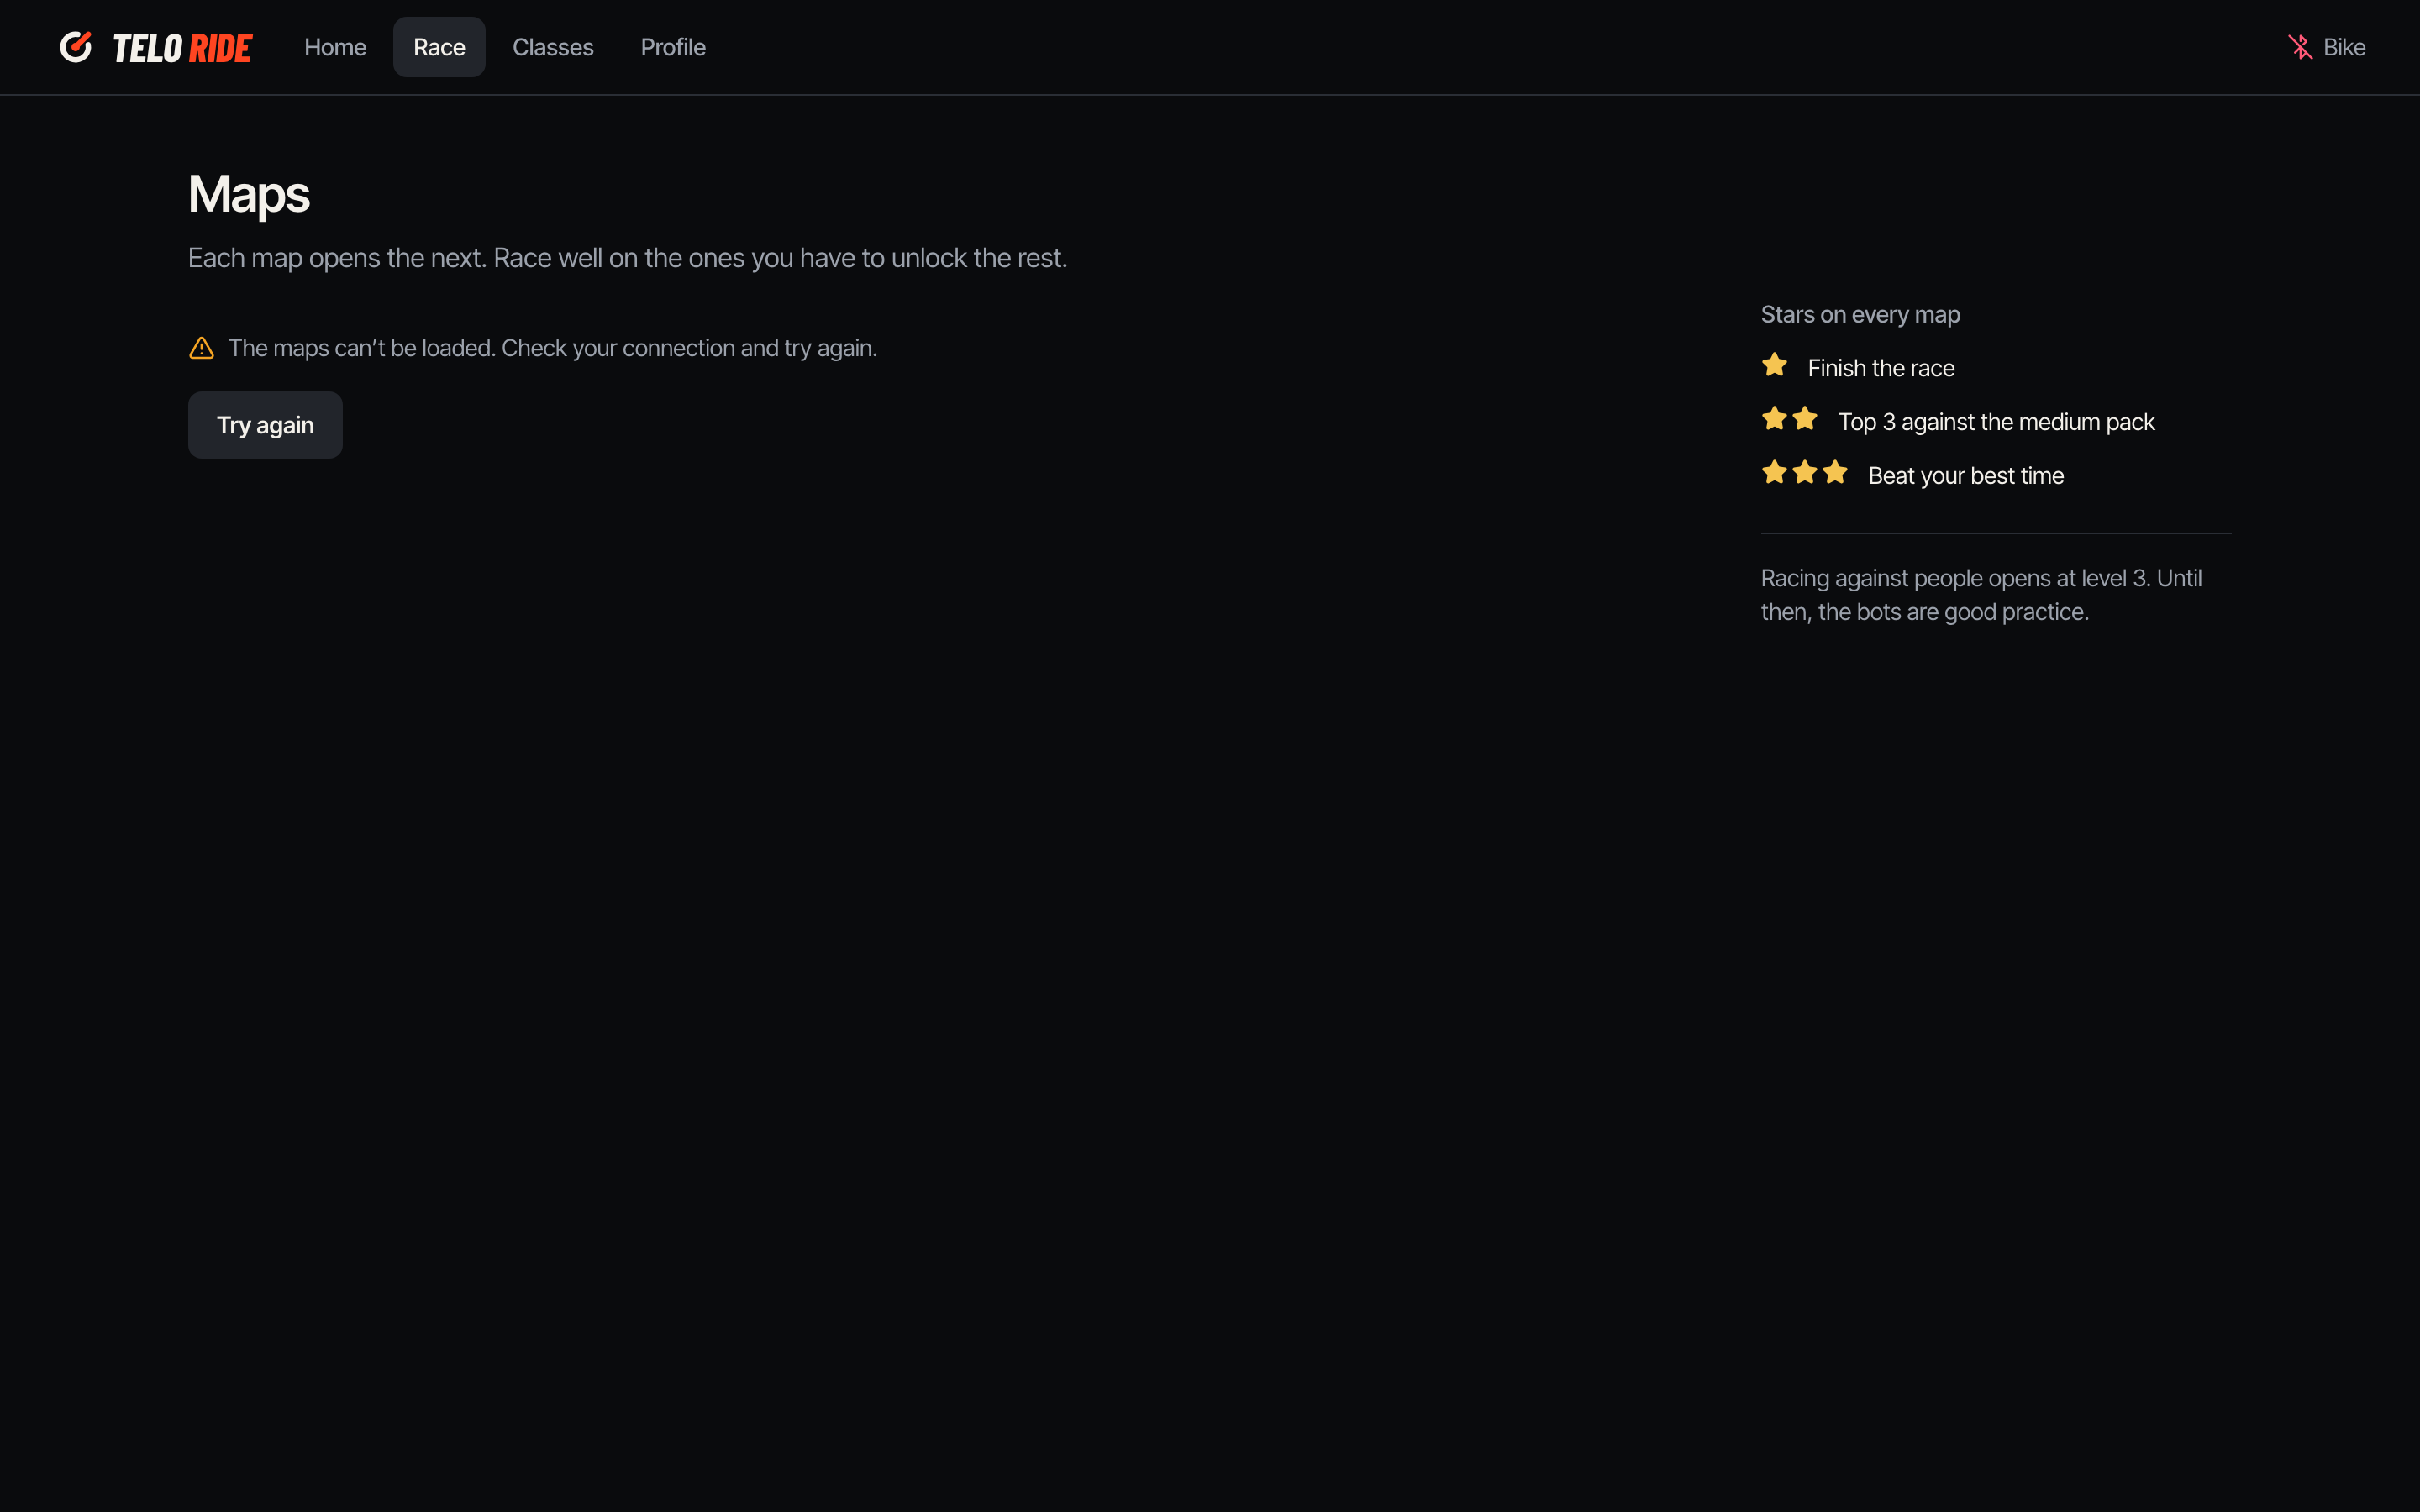 TELO RIDE
Home
Race
Classes
Profile
Bike
Maps
Each map opens the next. Race well on the ones you have to unlock the rest.
The maps can’t be loaded. Check your connection and try again.
Try again
Stars on every map
Finish the race
Top 3 against the medium pack
Beat your best time
Racing against people opens at level 3. Until
then, the bots are good practice.